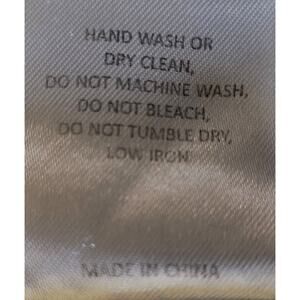 HAND WASH OR
DRY CLEAN,
DO NOT MACHINE WASH,
DO NOT BLEACH,
DO NOT TUMBLE DRY,
LOW IRON
MADE IN CHINA